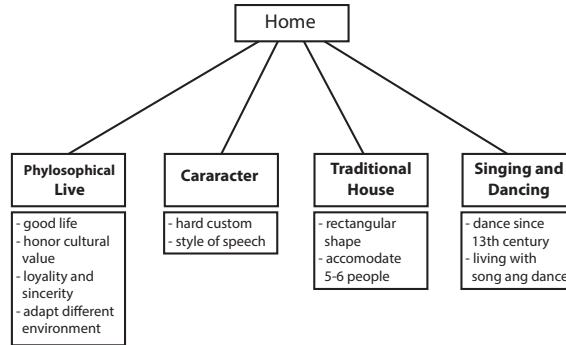 Home
Phylosophical
Live
- good life
- honor cultural
value
- loyality and
sincerity
- adapt different
environment
Cararacter
- hard custom
- style of speech
Traditional
House
- rectangular
shape
- accomodate
5-6 people
Singing and
Dancing
- dance since
13th century
- living with
song ang dance